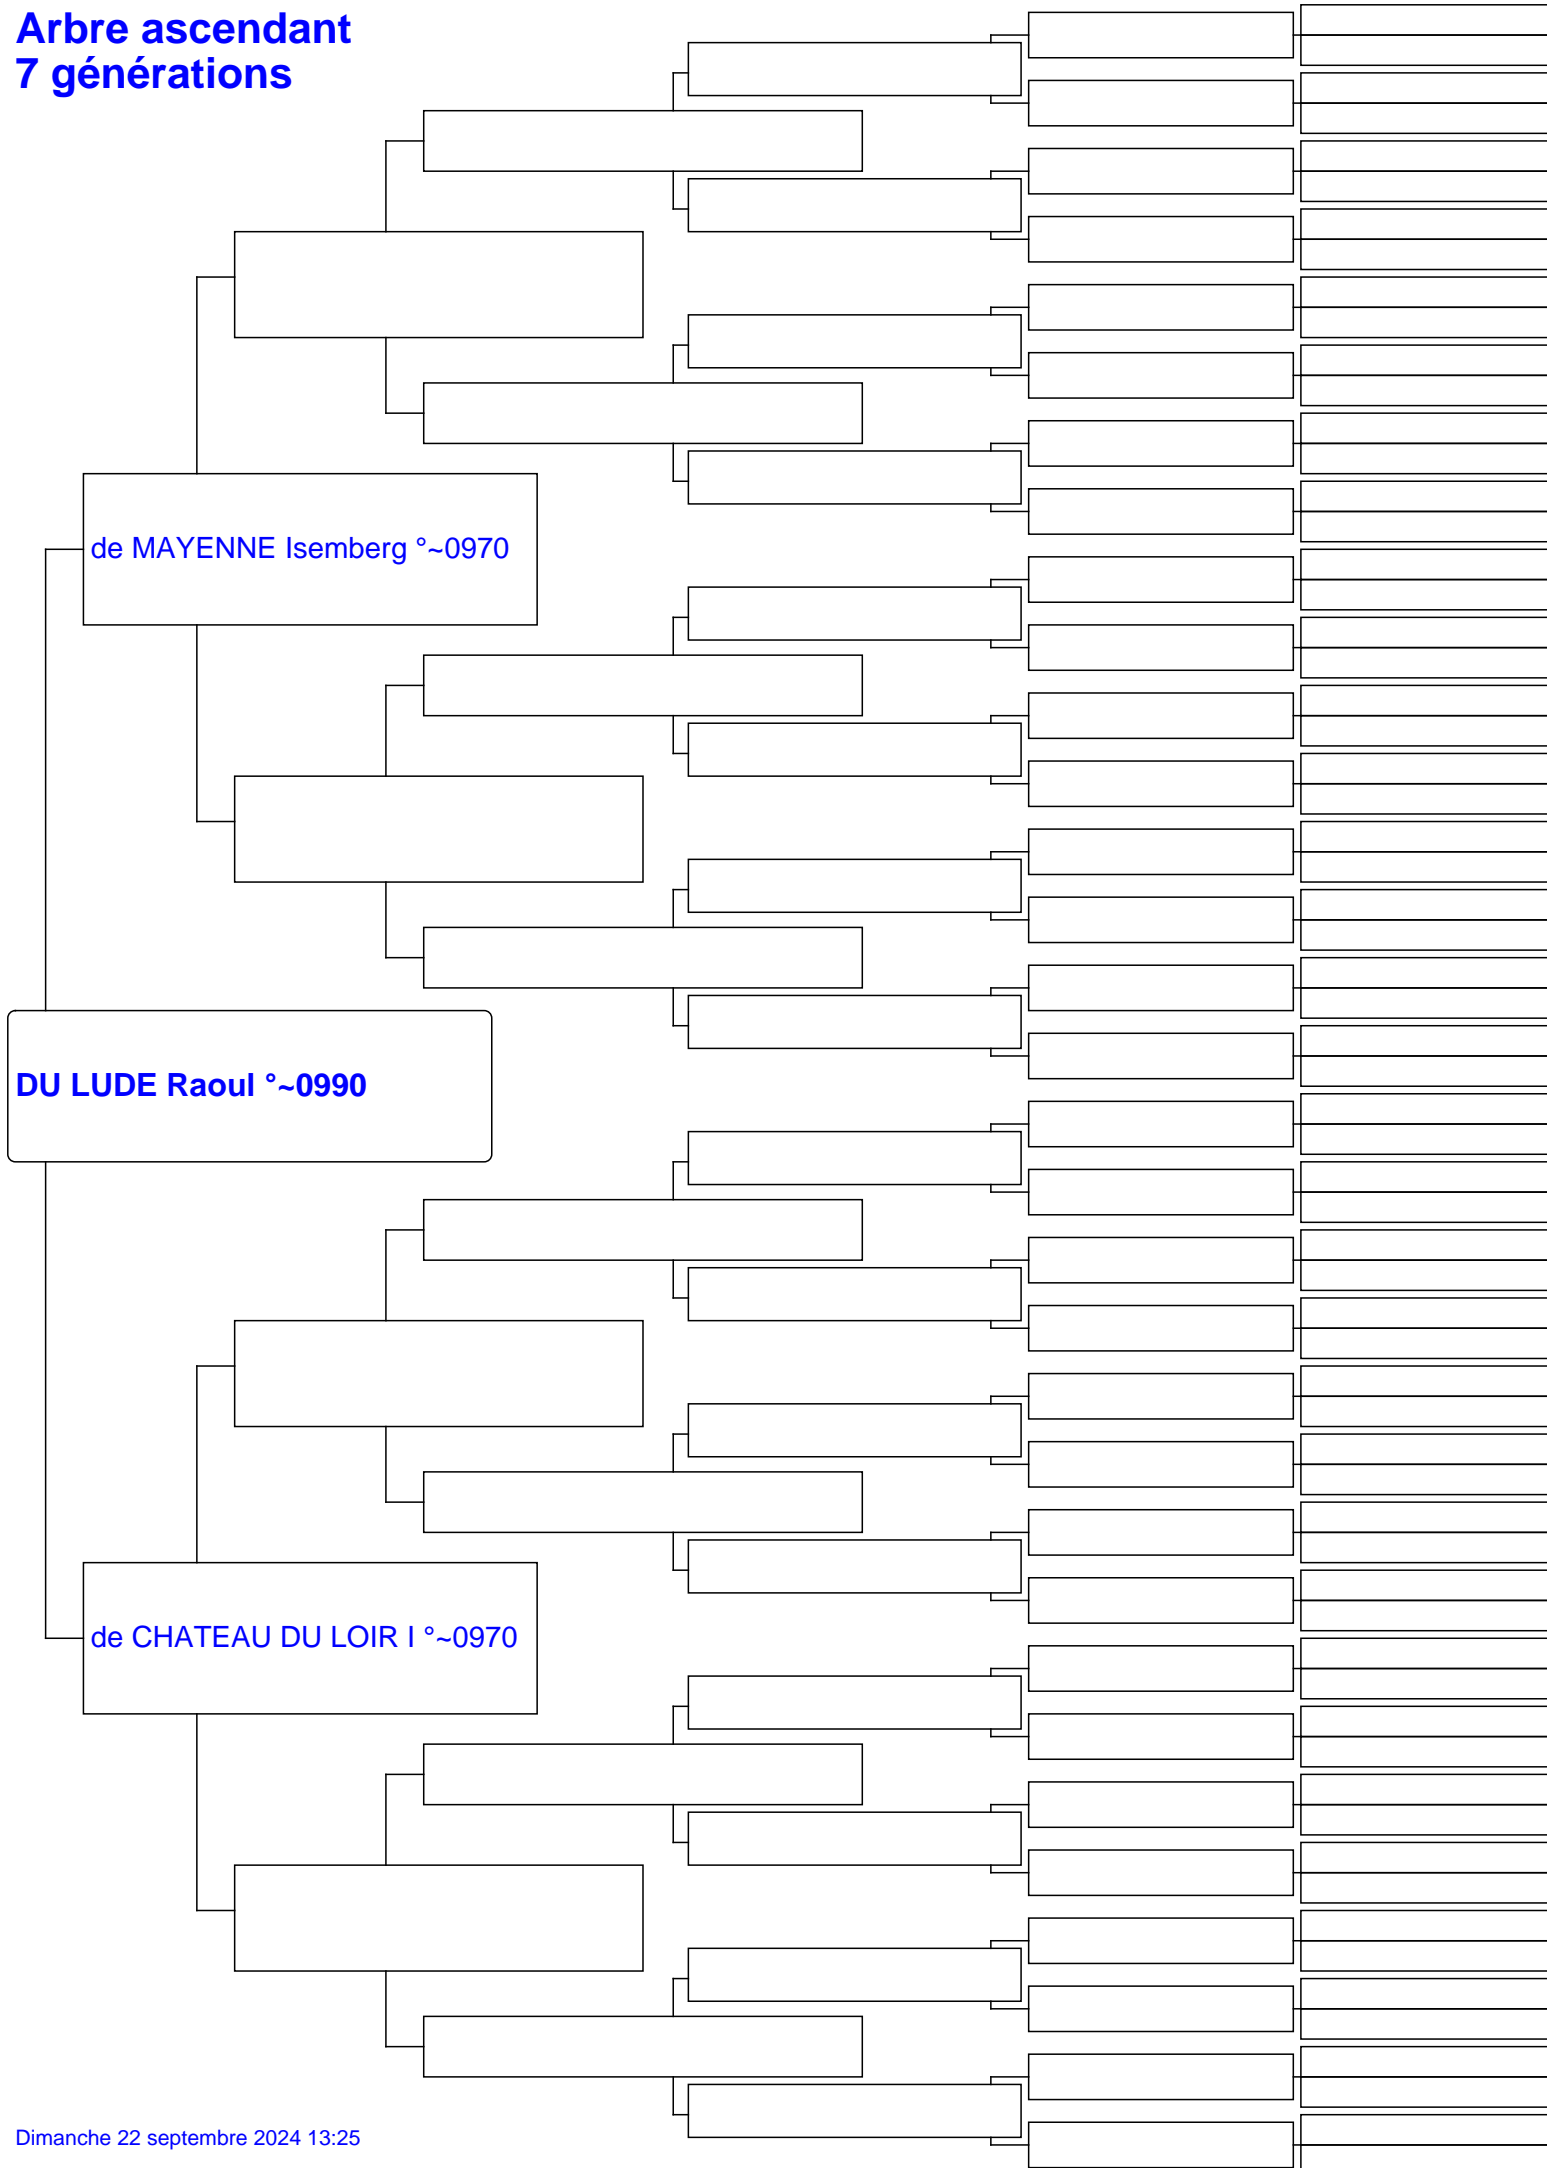 Arbre ascendant
7 générations
de MAYENNE Isemberg °~0970
DU LUDE Raoul °~0990
de CHATEAU DU LOIR I °~0970
Dimanche 22 septembre 2024 13:25